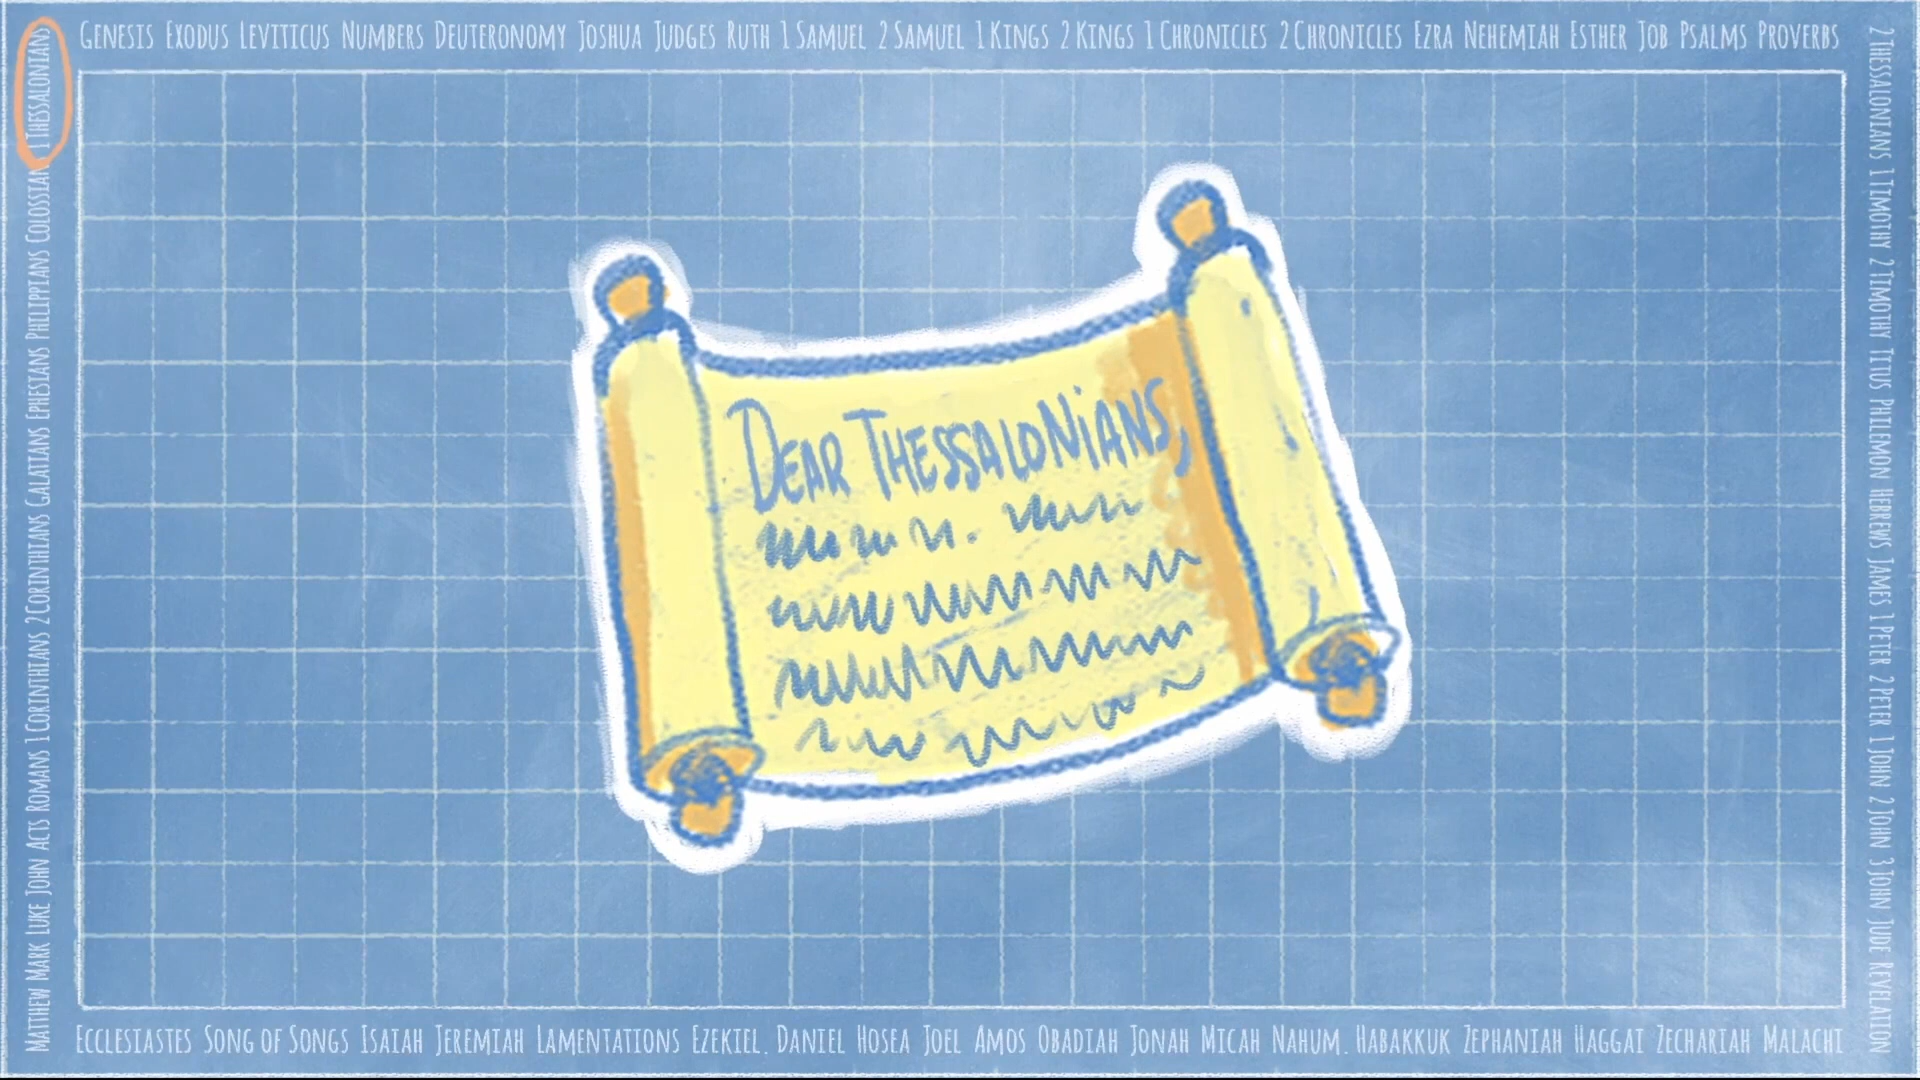 Genesis Exodus Leviticus Numbers Deuteronomy Joshua Judges Ruth 1 Samuel 2 Samuel 1 Kings 2 Kings 1 Chronicles 2 Chronicles Ezra Nehemiah Esther Job Psalms Proverbs
Dear Thessalonians,
Ecclesiastes Song of Songs Isaiah Jeremiah Lamentations Ezekiel. Daniel Hosea Joel Amos Obadiah Jonah Micah Nahum. Habakkuk Zephaniah Haggai Zechariah Malachi
Matthew Mark Luke John Acts Romans 1 Corinthians 2 Corinthians Galatians Ephesians Philippians Colossians 1 Thessalonians
2 Thessalonians 1 Timothy 2 Timothy Titus Philemon Hebrews James 1 Peter 2 Peter 1 John 2 John 3 John Jude Revelation